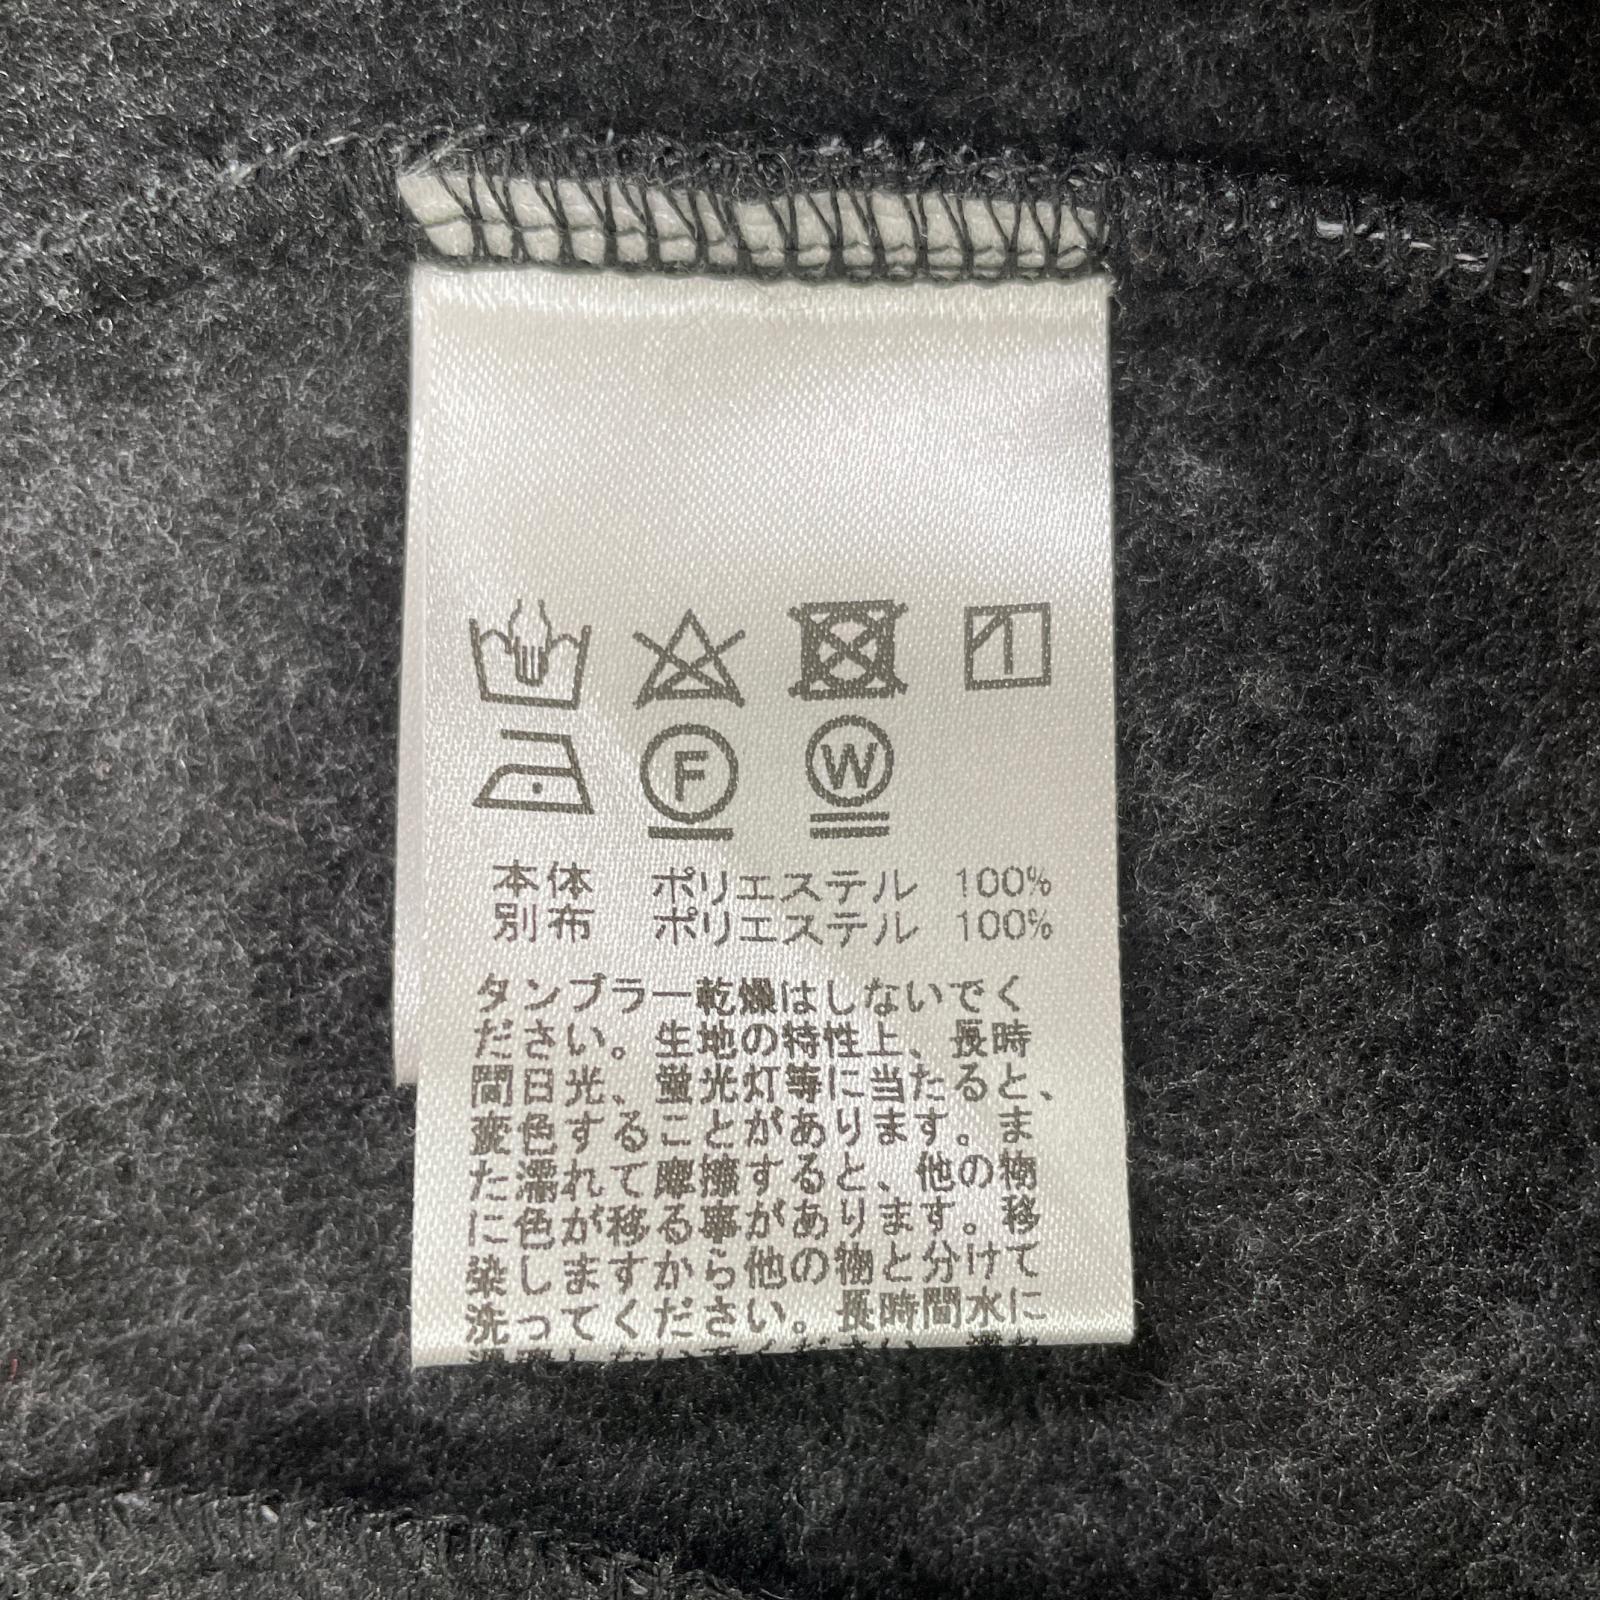 F W
本体 ポリエステル 100%
別布 ポリエステル 100%
タンブラー乾燥はしないでく
ださい。生地の特性上、長時
間日光、蛍光灯等に当たると、
変色することがあります。ま
た濡れて摩擦すると、他の物
に色が移る事があります。移
染しますから他の物と分けて
洗ってください。長時間水に